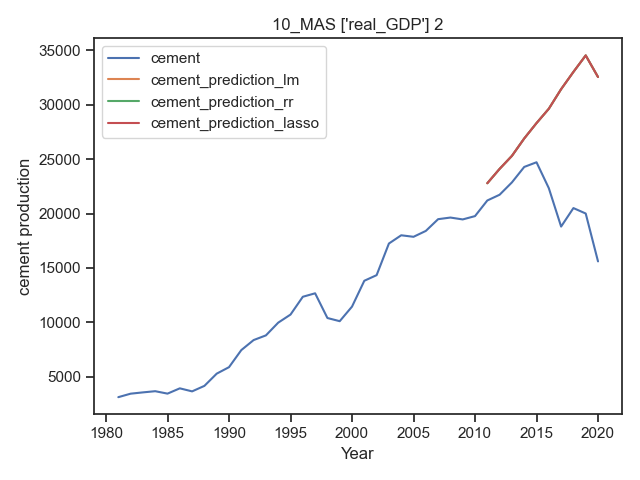 10_MAS ['real_GDP'] 2
35000
30000
25000
20000
15000
10000
5000
cement production
cement
cement_prediction_lm
cement_prediction_rr
cement_prediction_lasso
1980 1985 1990 1995 2000 2005 2010 2015 2020
Year